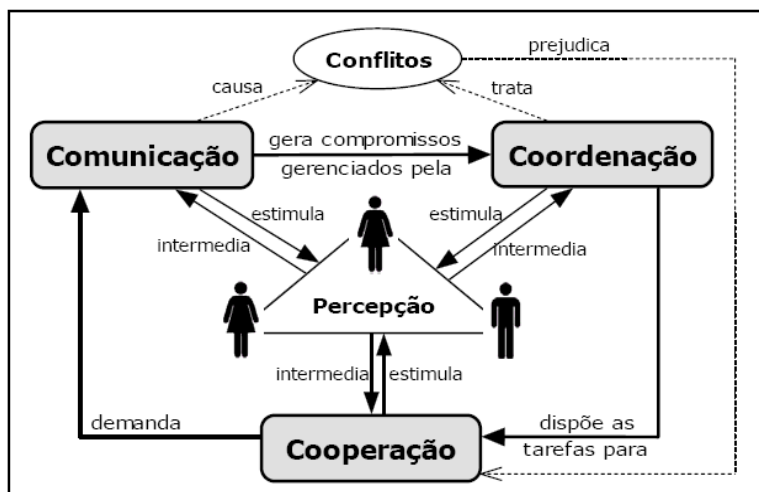 Conflitos
prejudica
causa
trata
Comunicação
gera compromissos
gerenciados pela
Coordenação
estimula
intermedia
estimula
intermedia
Percepção
intermedia
estimula
demanda
Cooperação
dispõe as
tarefas para